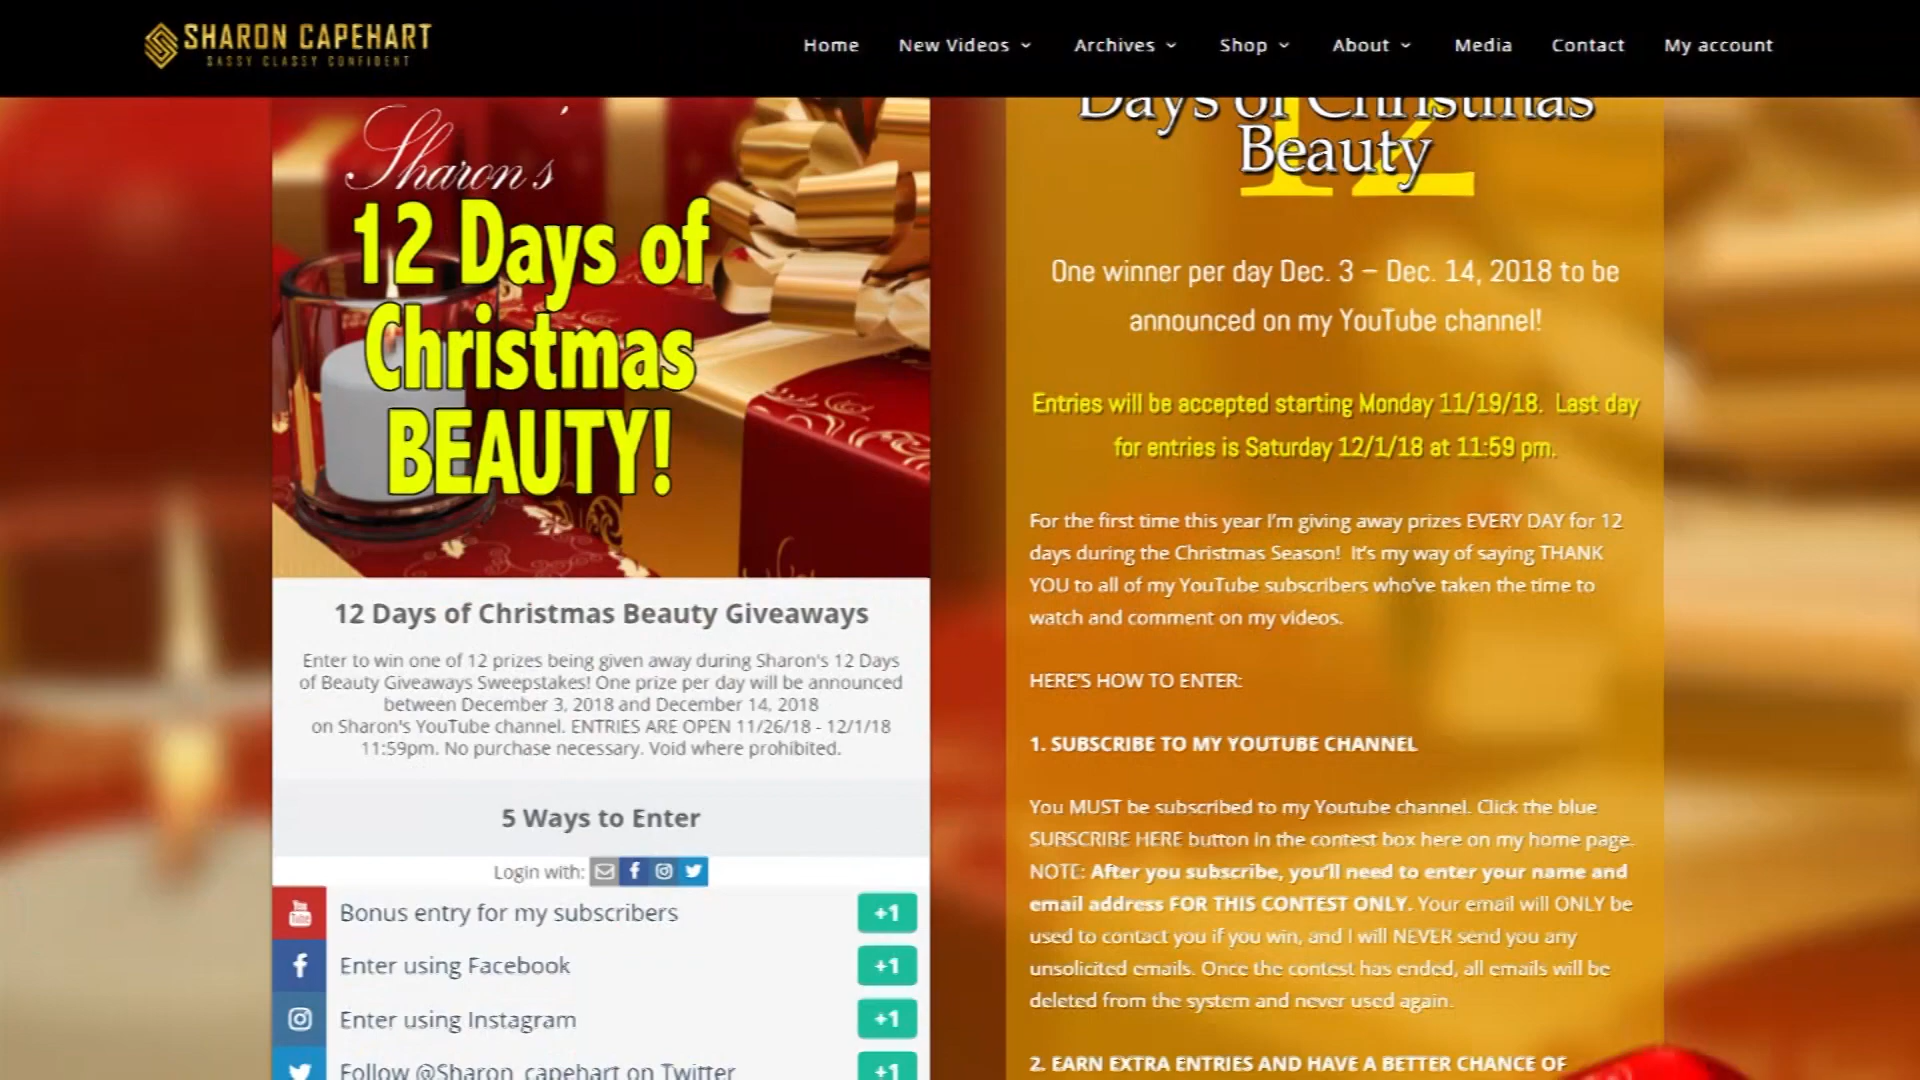 SHARON CAPEHART
SASSY CLASSY CONFIDENT
Home
New Videos
Archives
Shop
About
Media
Contact
My account
Sharon's
12 Days of
Christmas
BEAUTY!
12 Days of Christmas Beauty Giveaways
Enter to win one of 12 prizes being given away during Sharon's 12 Days
of Beauty Giveaways Sweepstakes! One prize per day will be announced
between December 3, 2018 and December 14, 2018
on Sharon's YouTube channel. ENTRIES ARE OPEN 11/26/18 - 12/1/18
11:59pm. No purchase necessary. Void where prohibited.
5 Ways to Enter
Login with:
Bonus entry for my subscribers
+1
Enter using Facebook
+1
Enter using Instagram
+1
Follow @Sharon_capehart on Twitter
+1
12
Days of Christmas
Beauty
One winner per day Dec. 3 – Dec. 14, 2018 to be
announced on my YouTube channel!
Entries will be accepted starting Monday 11/19/18. Last day
for entries is Saturday 12/1/18 at 11:59 pm.
For the first time this year I'm giving away prizes EVERY DAY for 12
days during the Christmas Season! It's my way of saying THANK
YOU to all of my YouTube subscribers who've taken the time to
watch and comment on my videos.
HERE'S HOW TO ENTER:
1. SUBSCRIBE TO MY YOUTUBE CHANNEL
You MUST be subscribed to my Youtube channel. Click the blue
SUBSCRIBE HERE button in the contest box here on my home page.
NOTE: After you subscribe, you'll need to enter your name and
email address FOR THIS CONTEST ONLY. Your email will ONLY be
used to contact you if you win, and I will NEVER send you any
unsolicited emails. Once the contest has ended, all emails will be
deleted from the system and never used again.
2. EARN EXTRA ENTRIES AND HAVE A BETTER CHANCE OF